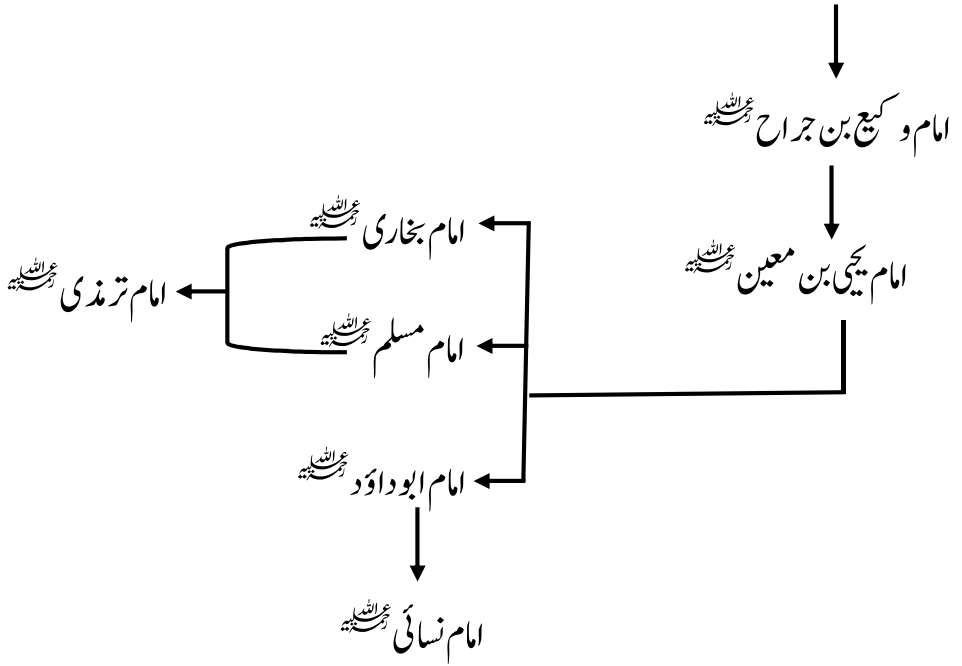 امام وکیع بن جراح رحمۃ اللہ علیہ
امام یحیی بن معین رحمۃ اللہ علیہ
امام بخاری رحمۃ اللہ علیہ
امام مسلم رحمۃ اللہ علیہ
امام ترمذی رحمۃ اللہ علیہ
امام ابوداؤد رحمۃ اللہ علیہ
امام نسائی رحمۃ اللہ علیہ